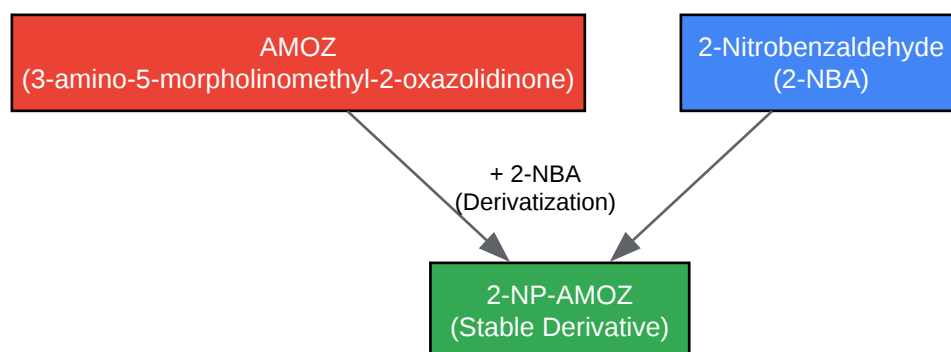 AMOZ
(3-amino-5-morpholinomethyl-2-oxazolidinone)
2-Nitrobenzaldehyde
(2-NBA)
+ 2-NBA
(Derivatization)
2-NP-AMOZ
(Stable Derivative)